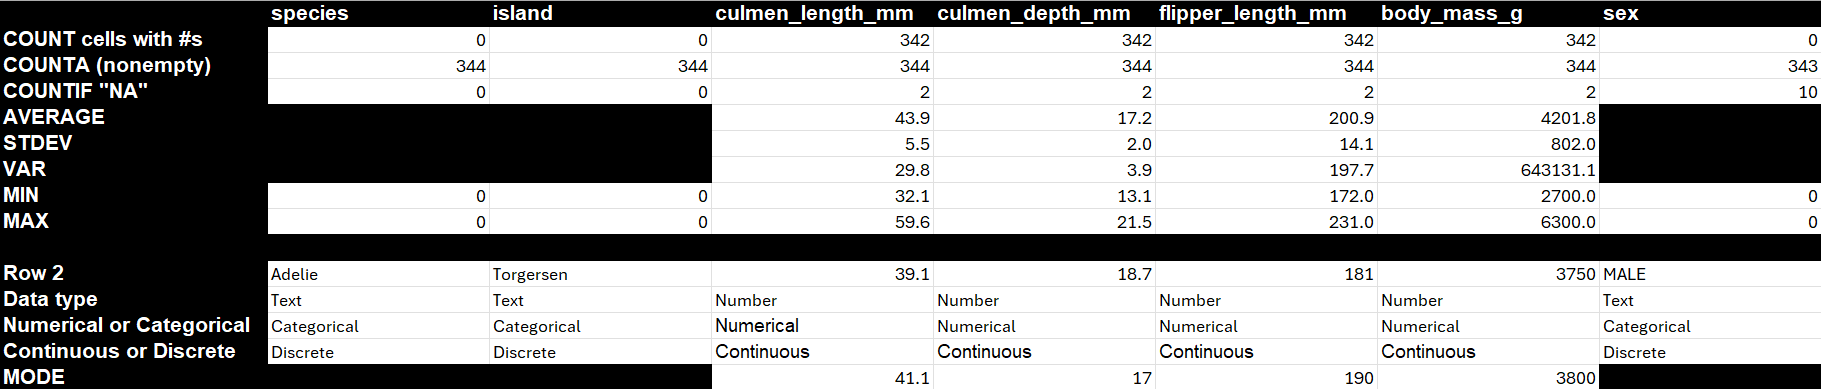 species island culmen_length_mm culmen_depth_mm flipper_length_mm body_mass_g sex
COUNT cells with #s 0 0 342 342 342 342 0
COUNTA (nonempty) 344 344 344 344 344 344 343
COUNTIF "NA" 0 0 2 2 2 2 10
AVERAGE 43.9 17.2 200.9 4201.8
STDEV 5.5 2.0 14.1 802.0
VAR 29.8 3.9 197.7 643131.1
MIN 0 0 32.1 13.1 172.0 2700.0 0
MAX 0 0 59.6 21.5 231.0 6300.0 0
Row 2 Adelie Torgersen 39.1 18.7 181 3750 MALE
Data type Text Text Number Number Number Number Text
Numerical or Categorical Categorical Categorical Numerical Numerical Numerical Numerical Categorical
Continuous or Discrete Discrete Discrete Continuous Continuous Continuous Continuous Discrete
MODE 41.1 17 190 3800